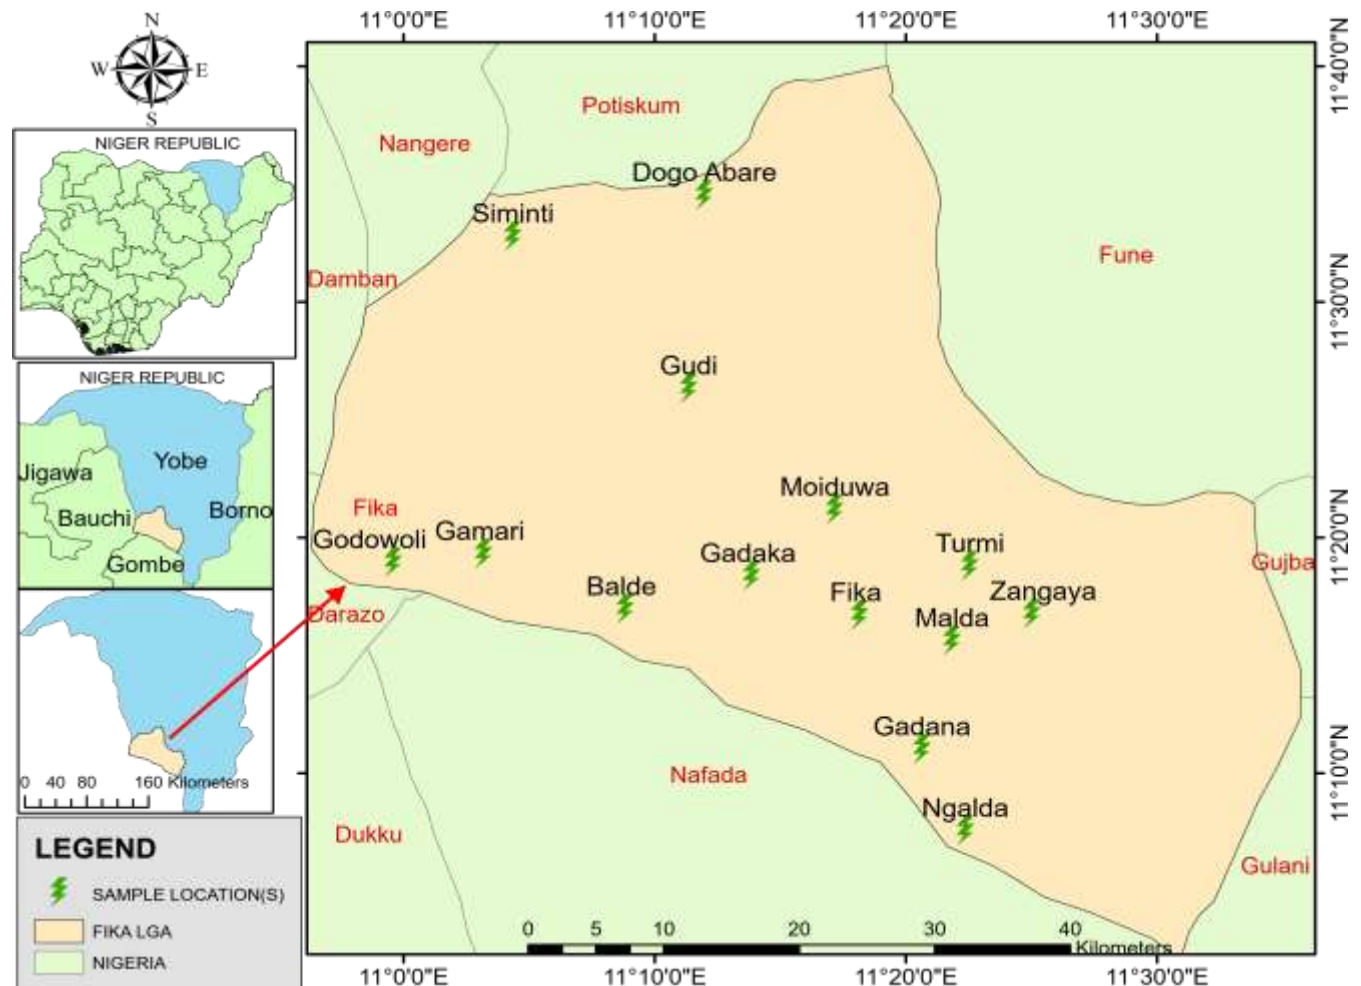 11°0'0"E 11°10'0"E 11°20'0"E 11°30'0"E
N
W E
S
NIGER REPUBLIC
NIGER REPUBLIC
Jigawa
Yobe
Bauchi
Borno
Gombe
0 40 80 160 Kilometers
LEGEND
SAMPLE LOCATION(S)
FIKA LGA
NIGERIA
Potiskum
Nangere
Dogo Abare
Siminti
Fune
Damban
Gudi
Moiduwa
Fika
Godowoli
Gamari
Gadaka
Turmi
Gujba
Balde
Fika
Zangaya
Darazo
Malda
Gadana
Nafada
Ngalda
Dukku
Gulani
0 5 10 20 30 40
Kilometers
11°40'0"N
11°30'0"N
11°20'0"N
11°10'0"N
11°0'0"E 11°10'0"E 11°20'0"E 11°30'0"E